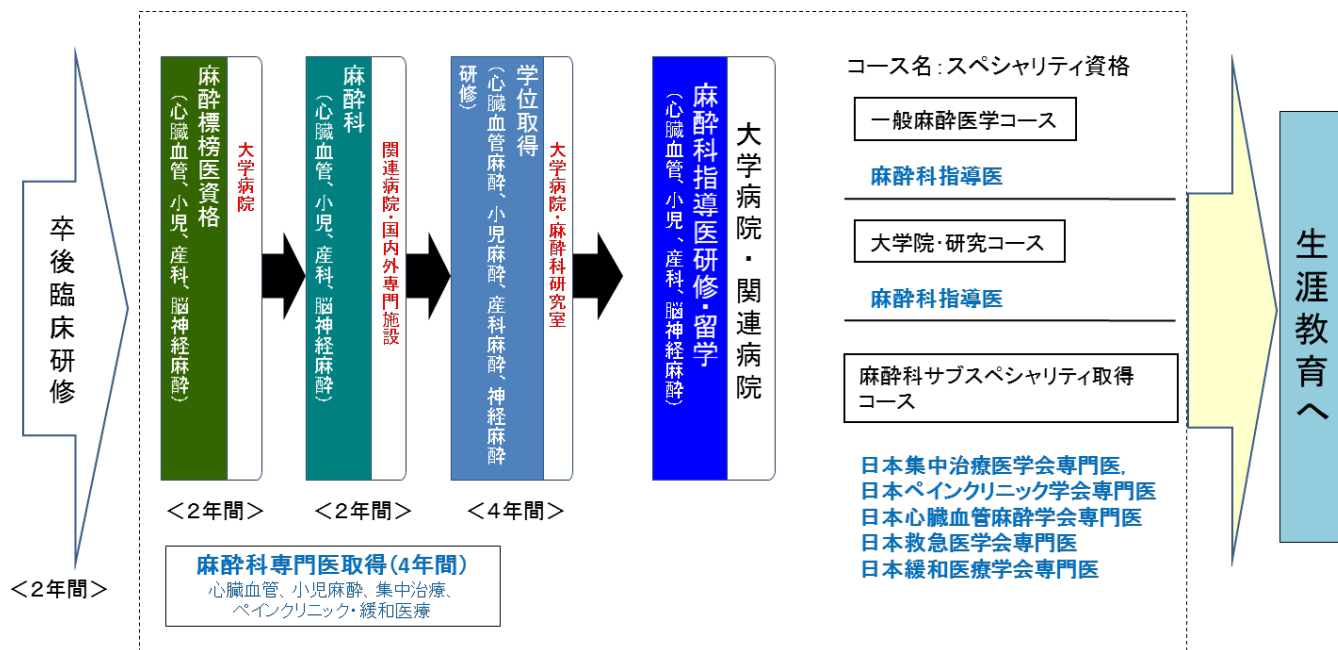 卒後臨床研修
＜2年間＞
麻酔標榜医資格
（心臓血管、小児、産科、脳神経麻酔）
大学病院
＜2年間＞
麻酔科
（心臓血管、小児、産科、脳神経麻酔）
関連病院・国内外専門施設
＜2年間＞
学位取得
（心臓血管麻酔、小児麻酔、産科麻酔、神経麻酔
研修）
大学病院・麻酔科研究室
＜4年間＞
麻酔科専門医取得(4年間)
心臓血管、小児麻酔、集中治療、
ペインクリニック・緩和医療
麻酔科指導医研修・留学
（心臓血管、小児、産科、脳神経麻酔）
大学病院・関連病院
コース名：スペシャリティ資格
一般麻酔医学コース
麻酔科指導医
大学院・研究コース
麻酔科指導医
麻酔科サブスペシャリティ取得
コース
日本集中治療医学会専門医,
日本ペインクリニック学会専門医
日本心臓血管麻酔学会専門医
日本救急医学会専門医
日本緩和医療学会専門医
生涯教育へ